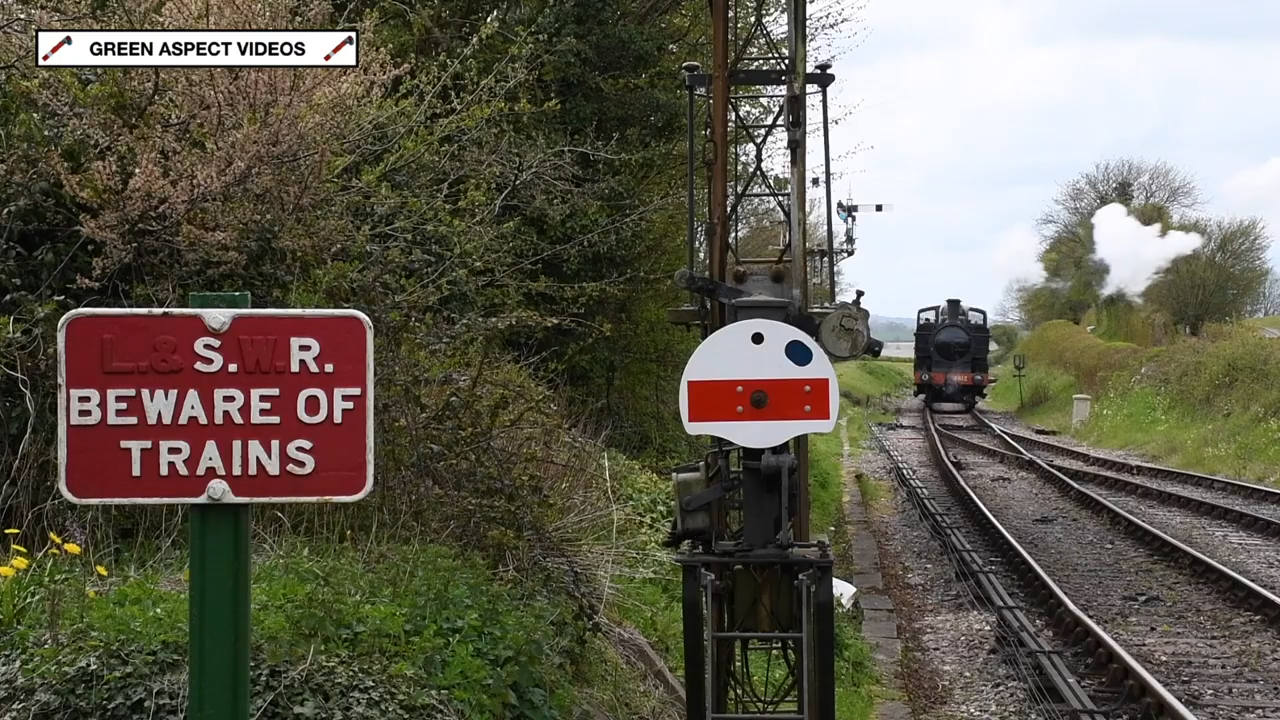 GREEN ASPECT VIDEOS
L.& S.W.R.
BEWARE OF
TRAINS